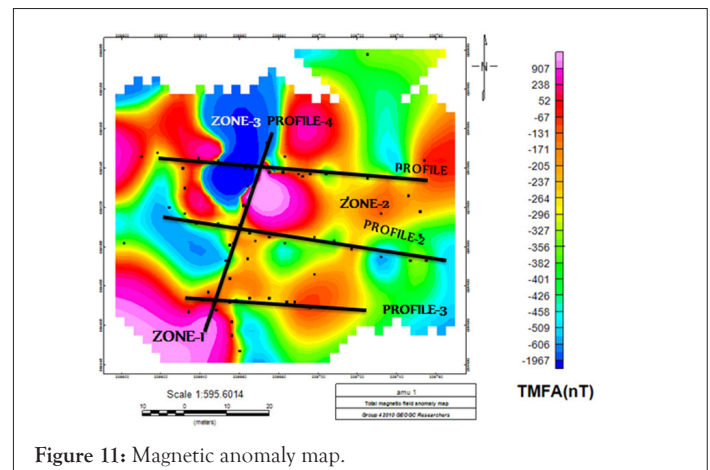 ZONE-3 PROFILE-4
PROFILE
ZONE-2
PROFILE-2
PROFILE-3
ZONE-1
N
907
238
52
-67
-131
-171
-205
-237
-264
-296
-327
-356
-382
-401
-426
-458
-509
-606
-1967
TMFA(nT)
Scale 1:595.6014
10 0 10 20
(meters)
amu 1
Total magnetic field anomaly map
Group 4 2010 GEOGC Researchers
Figure 11: Magnetic anomaly map.